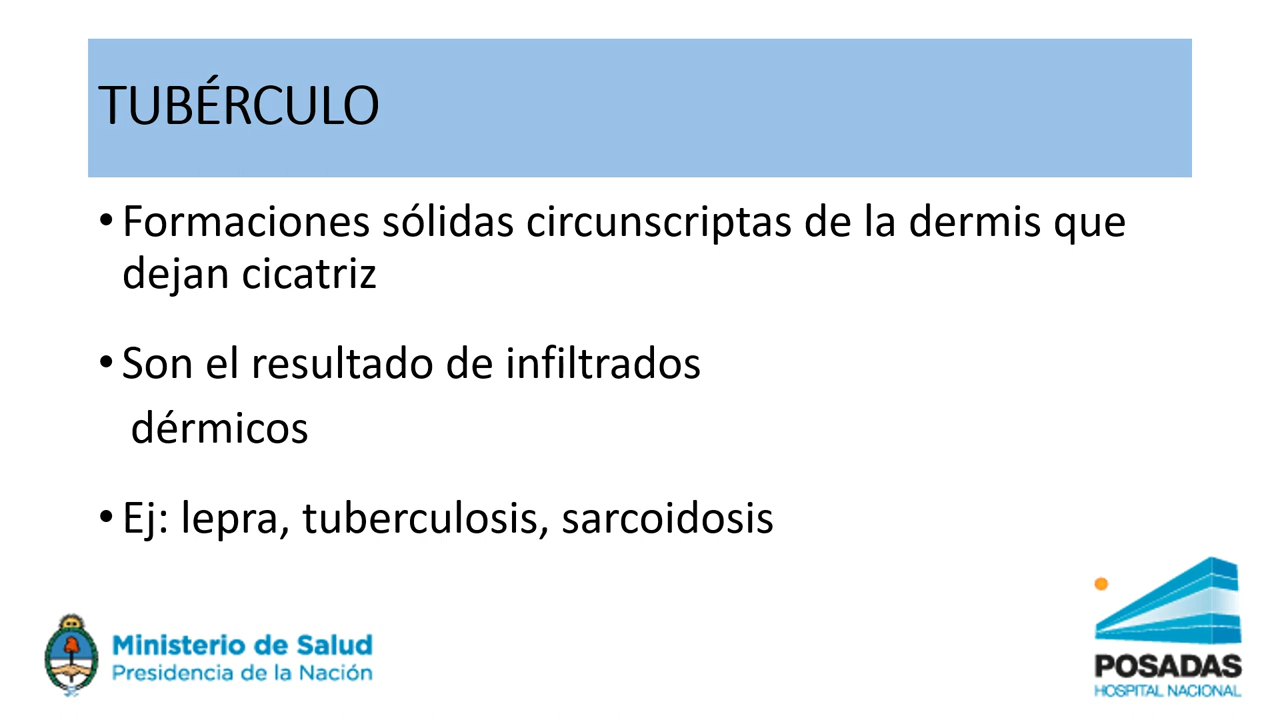 TUBÉRCULO
• Formaciones sólidas circunscriptas de la dermis que
dejan cicatriz
• Son el resultado de infiltrados
dérmicos
• Ej: lepra, tuberculosis, sarcoidosis
Ministerio de Salud
Presidencia de la Nación
POSADAS
HOSPITAL NACIONAL